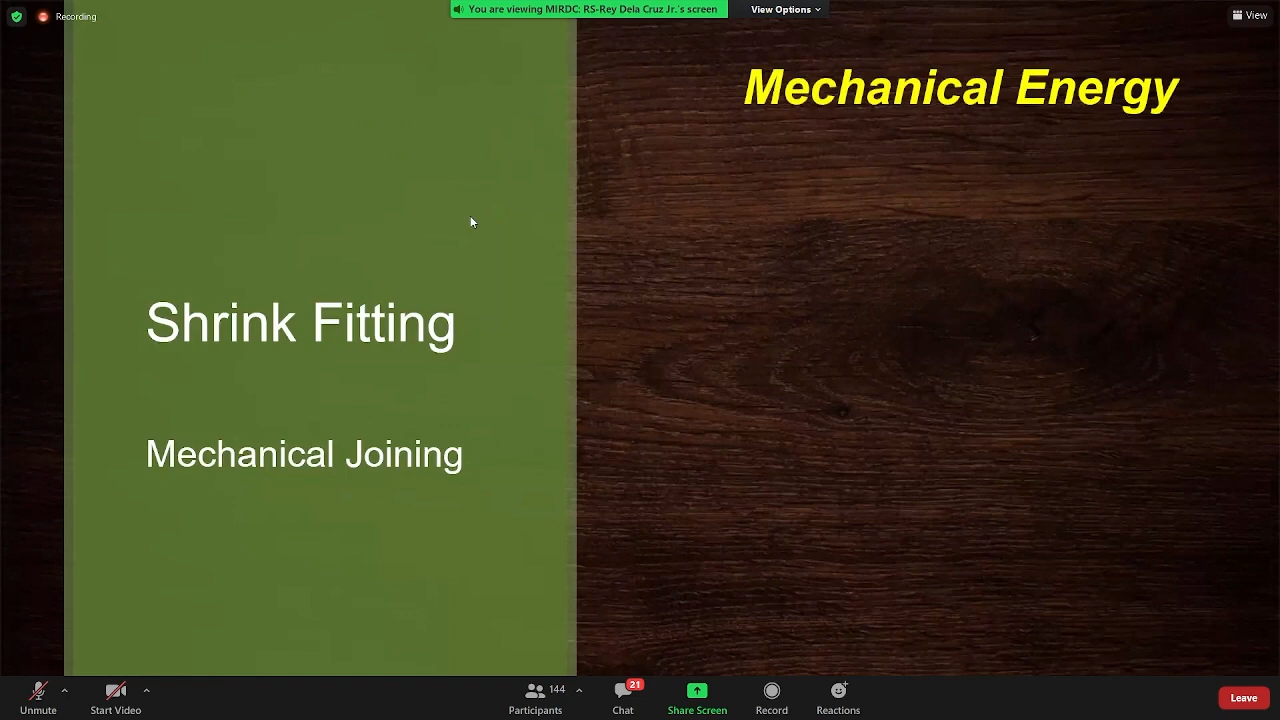 Recording
You are viewing MIRDC: RS-Rey Dela Cruz Jr.'s screen
View Options
View
Mechanical Energy
Shrink Fitting
Mechanical Joining
Unmute
Start Video
144
Participants
21
Chat
Share Screen
Record
Reactions
Leave